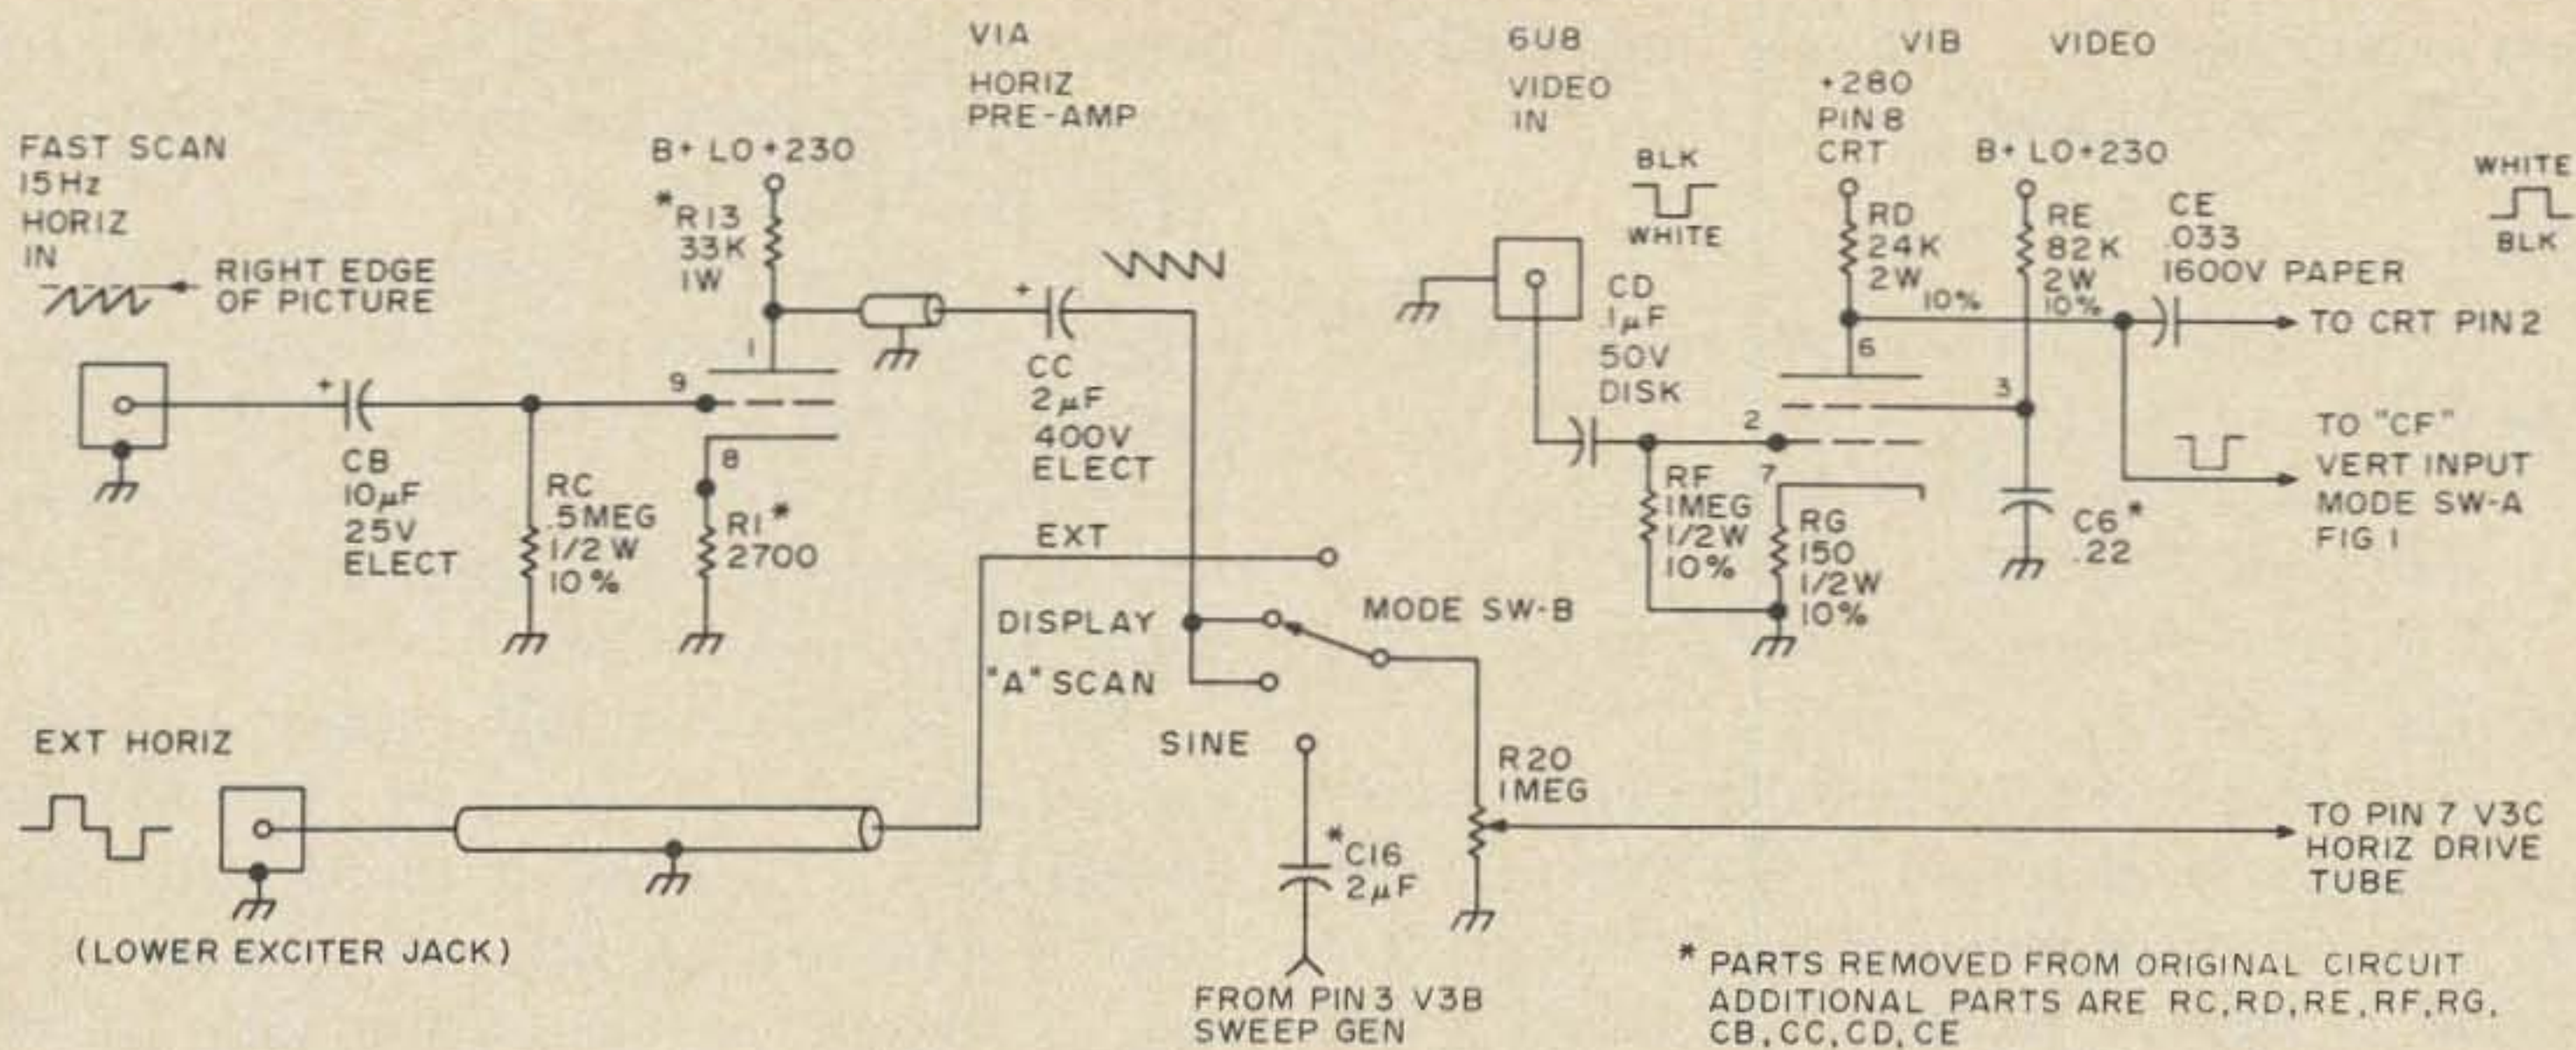 FAST SCAN
15Hz
HORIZ
IN
RIGHT EDGE
OF PICTURE
CB
10µF
25V
ELECT
RC
.5MEG
1/2 W
10%
B+ LO +230
*R13
33K
1W
1
9
8
R1*
2700
V1A
HORIZ
PRE-AMP
+
+
CC
2µF
400V
ELECT
EXT
DISPLAY
"A" SCAN
SINE
MODE SW-B
*C16
2µF
FROM PIN 3 V3B
SWEEP GEN
R20
1MEG
TO PIN 7 V3C
HORIZ DRIVE
TUBE
EXT HORIZ
(LOWER EXCITER JACK)
6U8
VIDEO
IN
BLK
WHITE
CD
.1µF
50V
DISK
V1B VIDEO
+280
PIN 8
CRT
RD
24K
2W
10%
B+ LO+230
RE
82K
2W
10%
CE
.033
1600V PAPER
WHITE
BLK
TO CRT PIN 2
6
3
2
7
RF
1MEG
1/2W
10%
RG
150
1/2W
10%
C6*
.22
TO "CF"
VERT INPUT
MODE SW-A
FIG 1
* PARTS REMOVED FROM ORIGINAL CIRCUIT
ADDITIONAL PARTS ARE RC,RD,RE,RF,RG,
CB,CC,CD,CE